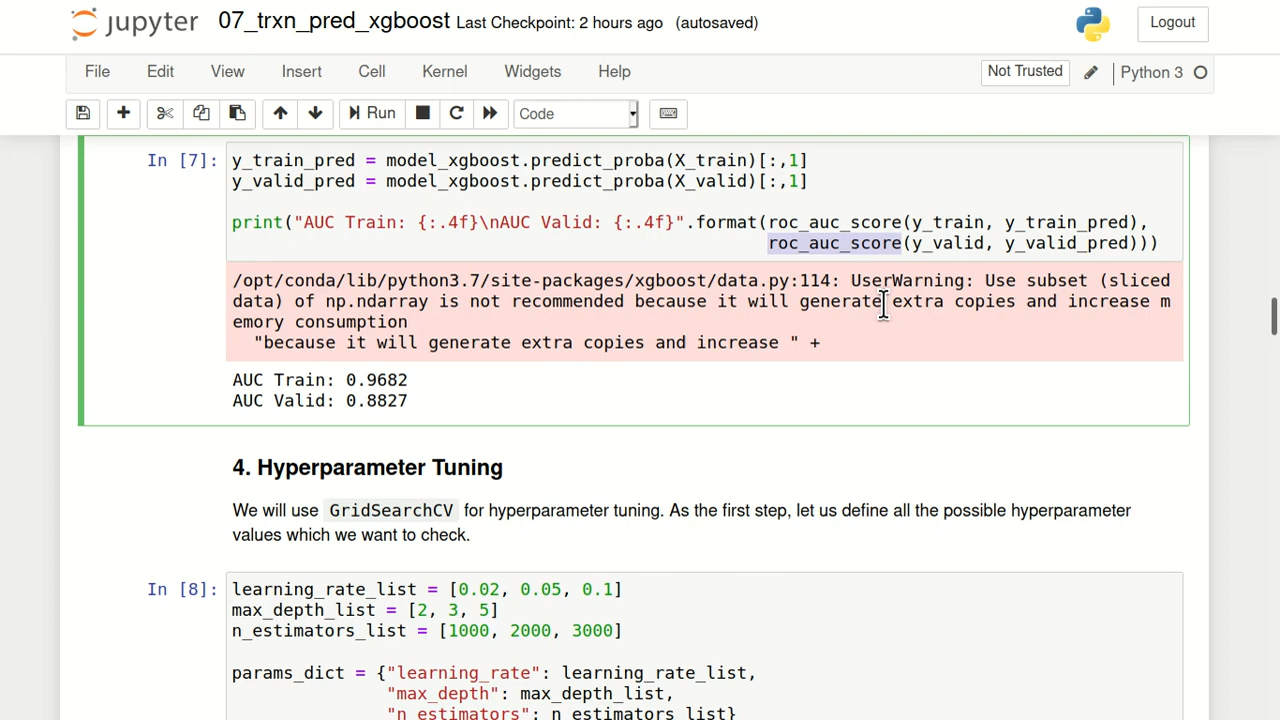 jupyter 07_trxn_pred_xgboost Last Checkpoint: 2 hours ago (autosaved) Logout
File Edit View Insert Cell Kernel Widgets Help Not Trusted Python 3
Run Code
In [7]: y_train_pred = model_xgboost.predict_proba(X_train)[:,1]
y_valid_pred = model_xgboost.predict_proba(X_valid)[:,1]
print("AUC Train: {:.4f}\nAUC Valid: {:.4f}".format(roc_auc_score(y_train, y_train_pred),
roc_auc_score(y_valid, y_valid_pred)))
/opt/conda/lib/python3.7/site-packages/xgboost/data.py:114: UserWarning: Use subset (sliced
data) of np.ndarray is not recommended because it will generate extra copies and increase m
emory consumption
"because it will generate extra copies and increase " +
AUC Train: 0.9682
AUC Valid: 0.8827
4. Hyperparameter Tuning
We will use GridSearchCV for hyperparameter tuning. As the first step, let us define all the possible hyperparameter
values which we want to check.
In [8]: learning_rate_list = [0.02, 0.05, 0.1]
max_depth_list = [2, 3, 5]
n_estimators_list = [1000, 2000, 3000]
params_dict = {"learning_rate": learning_rate_list,
"max_depth": max_depth_list,
"n_estimators": n_estimators_list}